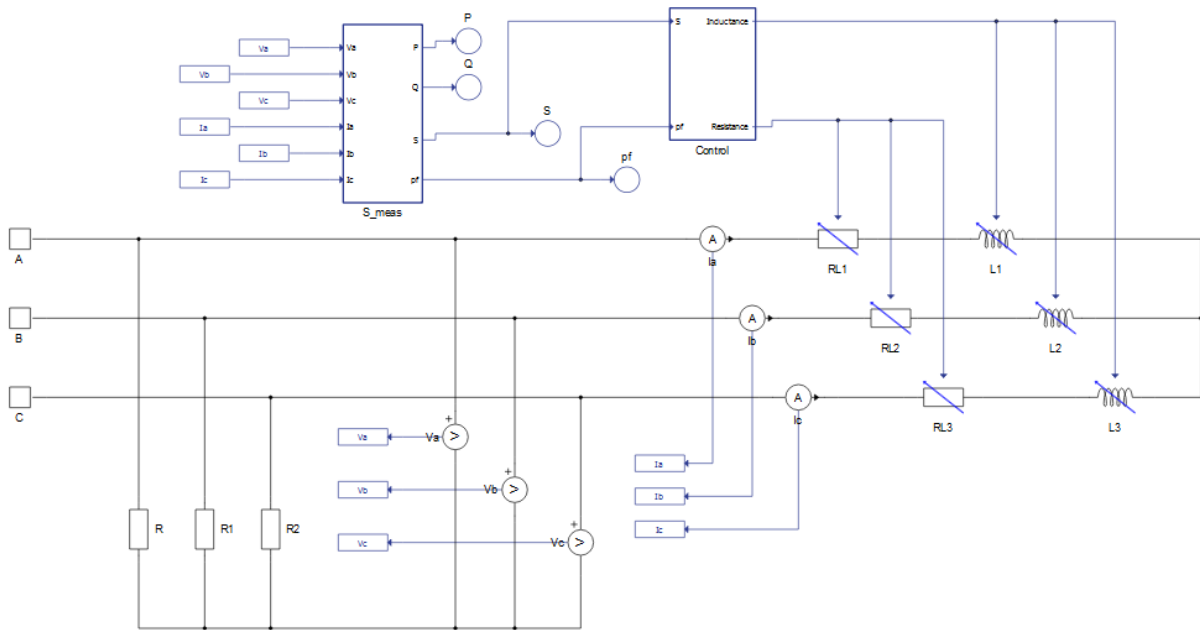 P
S
Inductance
Va
Va
P
Q
Vb
Vb
Vc
Vc
Q
S
Ia
Ia
S
pf
Resistance
Ib
Ib
pf
Control
Ic
Ic
pf
S_meas
A
A
Ia
RL1
L1
B
A
Ib
RL2
L2
C
A
Ic
RL3
L3
+
Va
Va
V
Ia
+
Vb
Vb
V
Ib
R
R1
R2
+
Vc
Vc
V
Ic